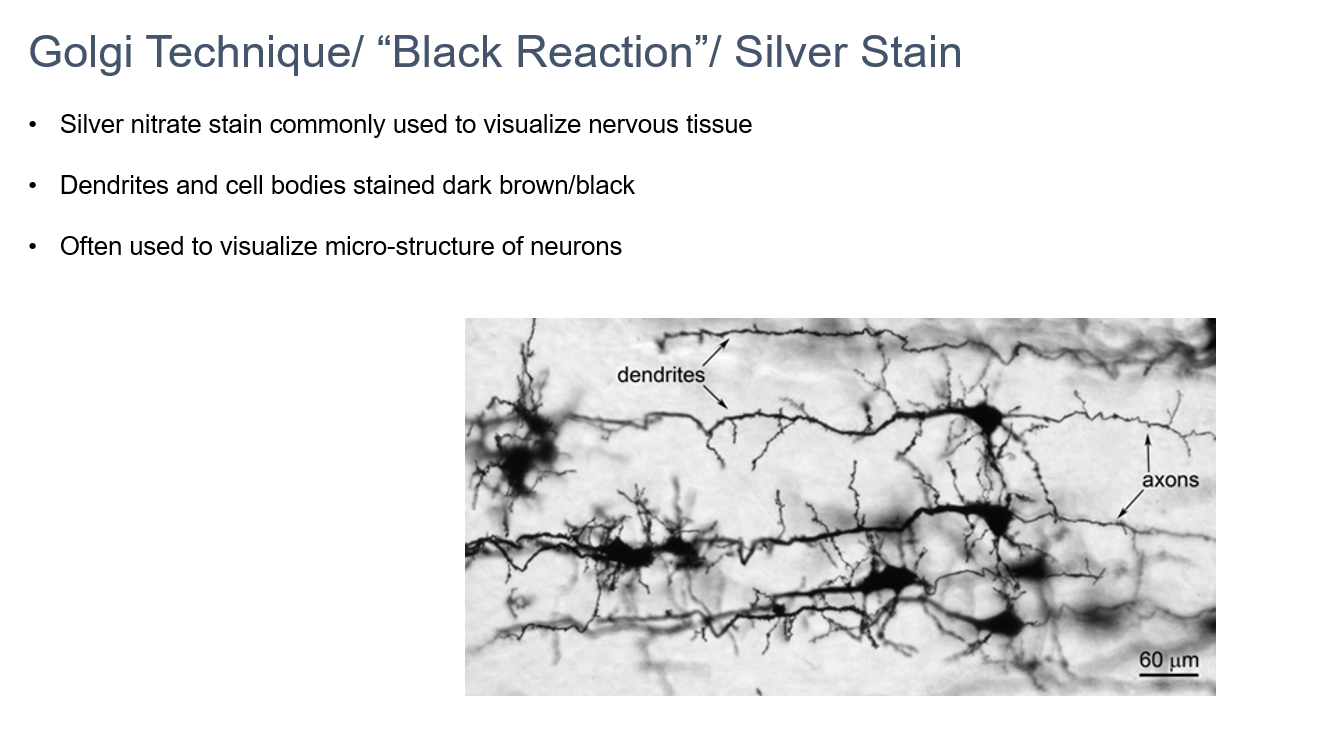 Golgi Technique/ “Black Reaction”/ Silver Stain
• Silver nitrate stain commonly used to visualize nervous tissue
• Dendrites and cell bodies stained dark brown/black
• Often used to visualize micro-structure of neurons
dendrites
axons
60 μm